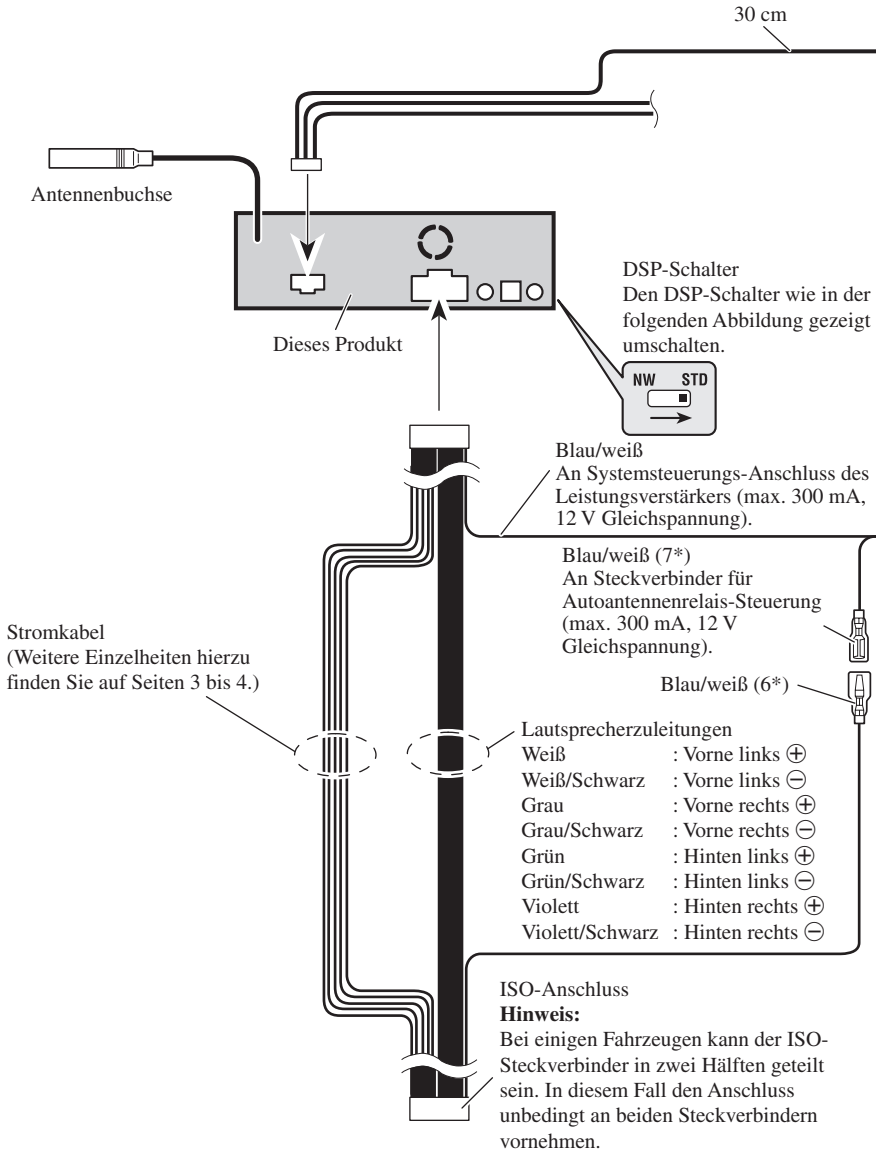 30 cm
Antennenbuchse
Dieses Produkt
DSP-Schalter
Den DSP-Schalter wie in der
folgenden Abbildung gezeigt
umschalten.
NW STD
Blau/weiß
An Systemsteuerungs-Anschluss des
Leistungsverstärkers (max. 300 mA,
12 V Gleichspannung).
Blau/weiß (7*)
An Steckverbinder für
Autoantennenrelais-Steuerung
(max. 300 mA, 12 V
Gleichspannung).
Stromkabel
(Weitere Einzelheiten hierzu
finden Sie auf Seiten 3 bis 4.)
Blau/weiß (6*)
Lautsprecherzuleitungen
Weiß : Vorne links ⊕
Weiß/Schwarz : Vorne links ⊖
Grau : Vorne rechts ⊕
Grau/Schwarz : Vorne rechts ⊖
Grün : Hinten links ⊕
Grün/Schwarz : Hinten links ⊖
Violett : Hinten rechts ⊕
Violett/Schwarz : Hinten rechts ⊖
ISO-Anschluss
Hinweis:
Bei einigen Fahrzeugen kann der ISO-
Steckverbinder in zwei Hälften geteilt
sein. In diesem Fall den Anschluss
unbedingt an beiden Steckverbindern
vornehmen.